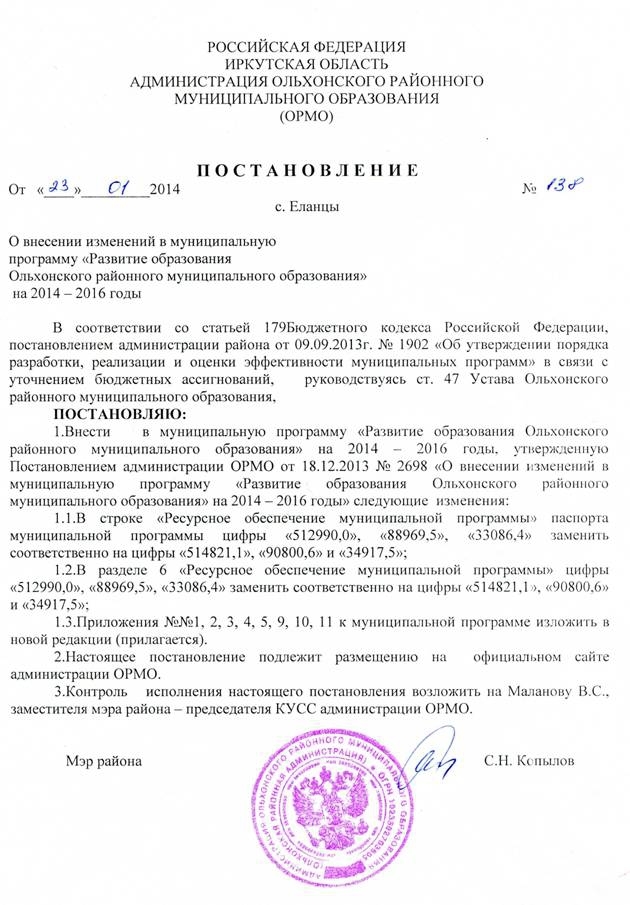 РОССИЙСКАЯ ФЕДЕРАЦИЯ
ИРКУТСКАЯ ОБЛАСТЬ
АДМИНИСТРАЦИЯ ОЛЬХОНСКОГО РАЙОННОГО
МУНИЦИПАЛЬНОГО ОБРАЗОВАНИЯ
(ОРМО)
П О С Т А Н О В Л Е Н И Е
От «23» 01 2014 № 138
с. Еланцы
О внесении изменений в муниципальную
программу «Развитие образования
Ольхонского районного муниципального образования»
на 2014 – 2016 годы
В соответствии со статьей 179Бюджетного кодекса Российской Федерации,
постановлением администрации района от 09.09.2013г. № 1902 «Об утверждении порядка
разработки, реализации и оценки эффективности муниципальных программ» в связи с
уточнением бюджетных ассигнований, руководствуясь ст. 47 Устава Ольхонского
районного муниципального образования,
ПОСТАНОВЛЯЮ:
1.Внести в муниципальную программу «Развитие образования Ольхонского
районного муниципального образования» на 2014 – 2016 годы, утвержденную
Постановлением администрации ОРМО от 18.12.2013 № 2698 «О внесении изменений в
муниципальную программу «Развитие образования Ольхонского районного
муниципального образования» на 2014 – 2016 годы» следующие изменения:
1.1.В строке «Ресурсное обеспечение муниципальной программы» паспорта
муниципальной программы цифры «512990,0», «88969,5», «33086,4» заменить
соответственно на цифры «514821,1», «90800,6» и «34917,5»;
1.2.В разделе 6 «Ресурсное обеспечение муниципальной программы» цифры
«512990,0», «88969,5», «33086,4» заменить соответственно на цифры «514821,1», «90800,6»
и «34917,5»;
1.3.Приложения №№1, 2, 3, 4, 5, 9, 10, 11 к муниципальной программе изложить в
новой редакции (прилагается).
2.Настоящее постановление подлежит размещению на официальном сайте
администрации ОРМО.
3.Контроль исполнения настоящего постановления возложить на Маланову В.С.,
заместителя мэра района – председателя КУСС администрации ОРМО.
Мэр района С.Н. Копылов
АДМИНИСТРАЦИЯ ОЛЬХОНСКОГО РАЙОННОГО МУНИЦИПАЛЬНОГО ОБРАЗОВАНИЯ
(ОЛЬХОНСКАЯ РАЙОННАЯ АДМИНИСТРАЦИЯ)